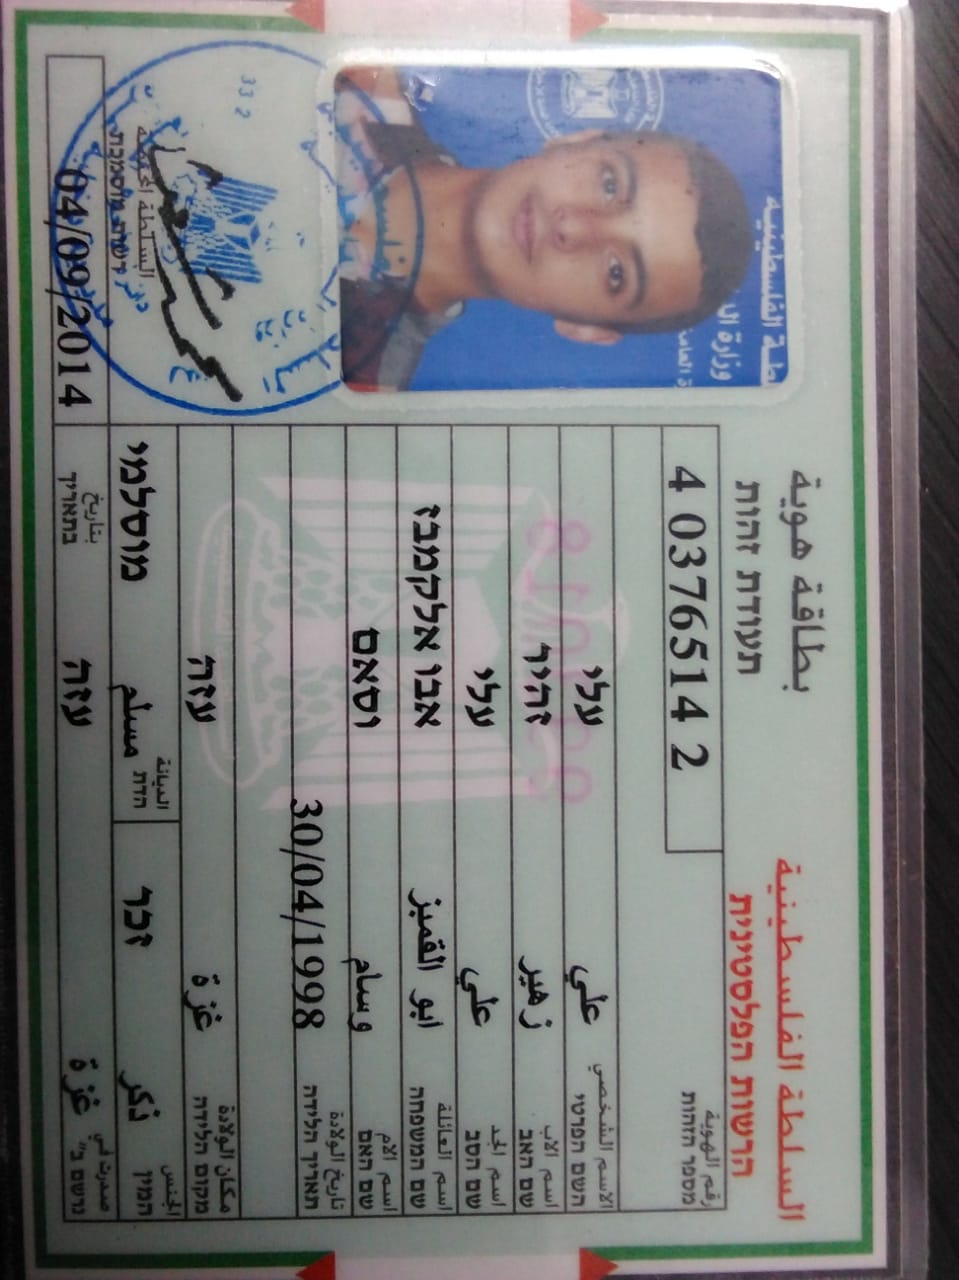 السلطة الفلسطينية
הרשות הפלסטינית
بطاقة هوية
תעודת זהות
رقم الهوية
מספר הזהות
4 0376514 2
الاسم الشخصي علي עלי
השם הפרטי
اسم الاب زهير זהיר
שם האב
اسم الجد علي עלי
שם הסב
اسم العائلة ابو القمبز אבו אלקמבז
שם המשפחה
اسم الام وسام וסאם
שם האם
تاريخ الولادة
תאריך הלידה
30/04/1998
مكان الولادة غزة עזה
מקום הלידה
الجنس ذكر זכר
המין
الديانة مسلم מוסלמי
הדת
صدرت في غزة עזה
נרשם ב"
بتاريخ
בתאריך
04/09/2014
السلطة
רשות מוסמכת
332
طة الفلسطينية
وزارة